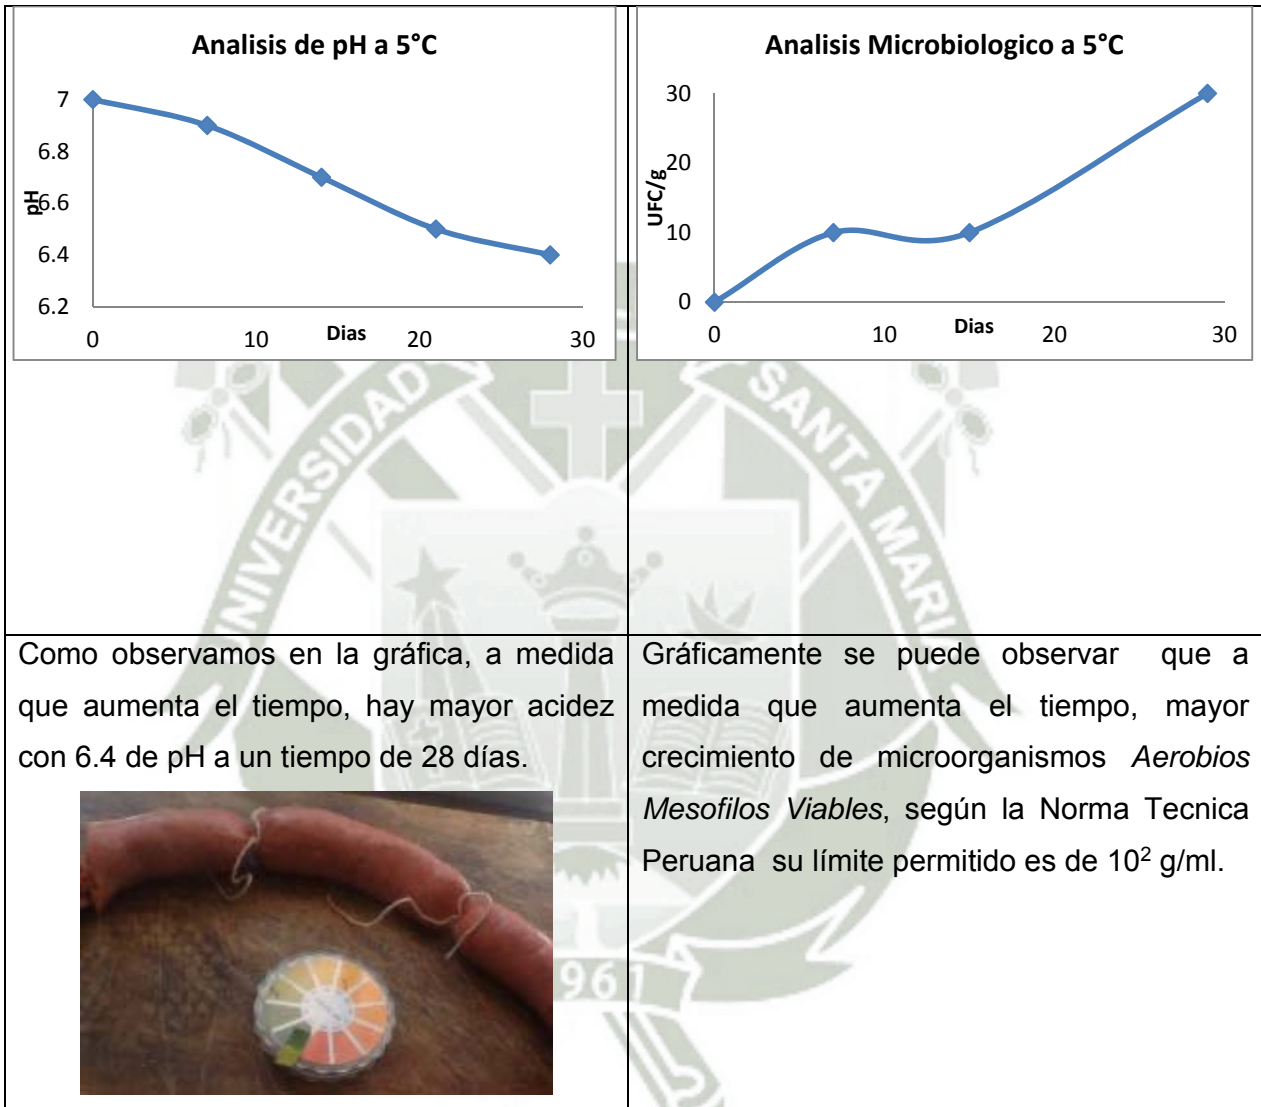 Analisis de pH a 5°C
7
6.8
6.6
6.4
6.2
pH
0
10
Dias
20
30
Analisis Microbiologico a 5°C
30
20
10
0
UFC/g
0
10
Dias
20
30
UNIVERSIDAD
SANTA MARIA
Como observamos en la gráfica, a medida
que aumenta el tiempo, hay mayor acidez
con 6.4 de pH a un tiempo de 28 días.
Gráficamente se puede observar que a
medida que aumenta el tiempo, mayor
crecimiento de microorganismos Aerobios
Mesofilos Viables, según la Norma Tecnica
Peruana su límite permitido es de 10² g/ml.
961